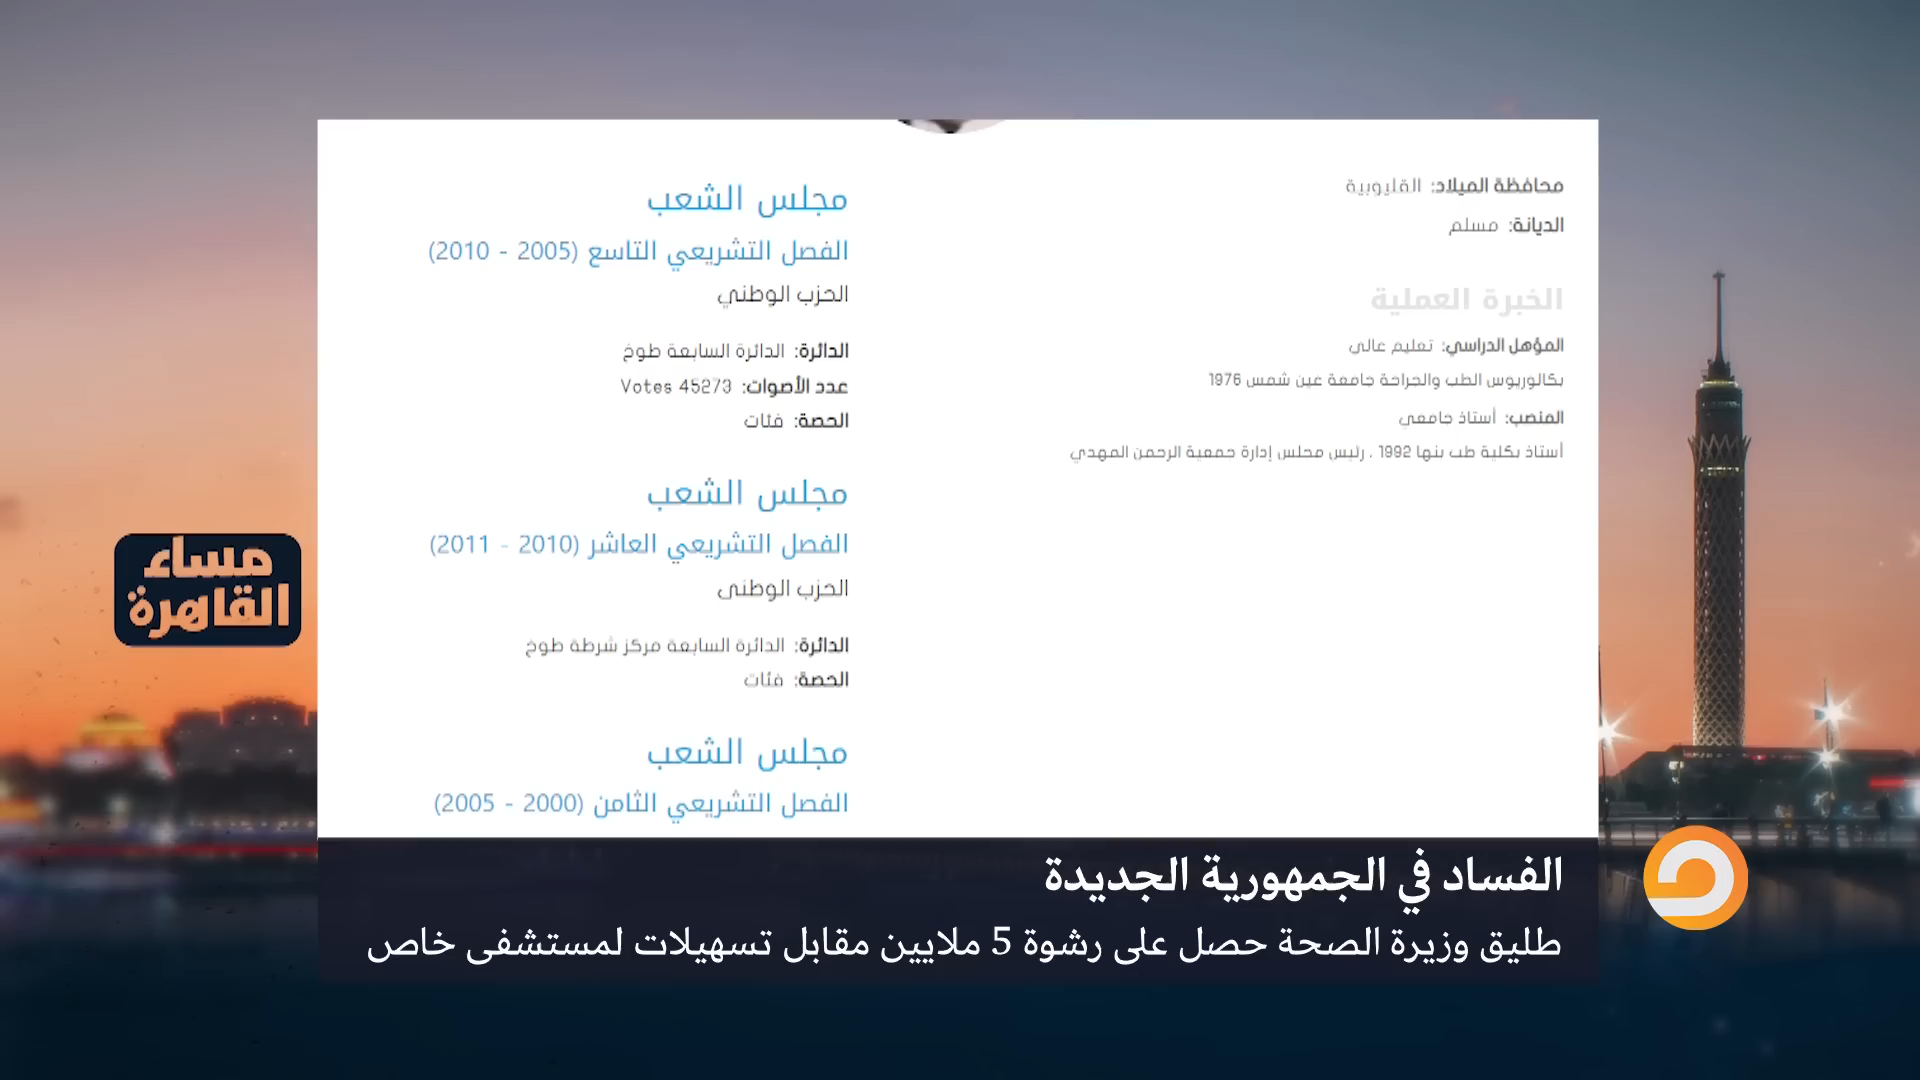 محافظة الميلاد: القليوبية
الديانة: مسلم
الخبرة العملية
المؤهل الدراسي: تعليم عالي
بكالوريوس الطب والجراحة جامعة عين شمس 1976
المنصب: أستاذ جامعي
أستاذ بكلية طب بنها 1992 ، رئيس مجلس إدارة جمعية الرحمن المهدي
مجلس الشعب
الفصل التشريعي التاسع (2005 - 2010)
الحزب الوطني
الدائرة: الدائرة السابعة طوخ
عدد الأصوات: 45273 Votes
الحصة: فئات
مجلس الشعب
الفصل التشريعي العاشر (2010 - 2011)
الحزب الوطنى
الدائرة: الدائرة السابعة مركز شرطة طوخ
الحصة: فئات
مجلس الشعب
الفصل التشريعي الثامن (2000 - 2005)
مساء
القاهرة
الفساد في الجمهورية الجديدة
طليق وزيرة الصحة حصل على رشوة 5 ملايين مقابل تسهيلات لمستشفى خاص